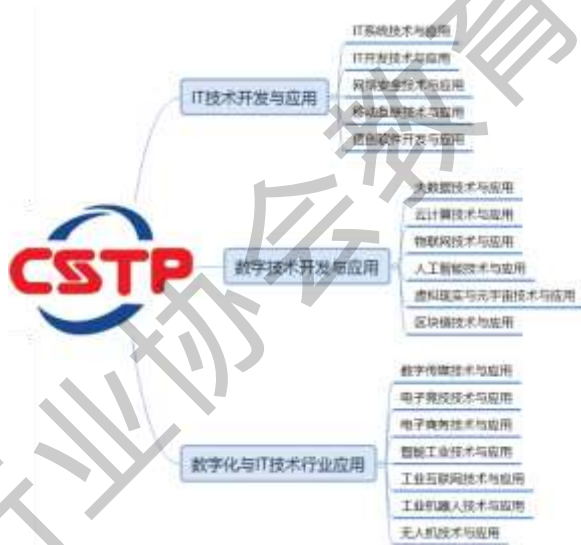 IT技术开发与应用
IT系统技术与应用
IT开发技术与应用
网络安全技术与应用
移动互联技术与应用
信创软件开发与应用
CSTP
数字技术开发与应用
大数据技术与应用
云计算技术与应用
物联网技术与应用
人工智能技术与应用
虚拟现实与元宇宙技术与应用
区块链技术与应用
数字化与IT技术行业应用
数字传媒技术与应用
电子竞技技术与应用
电子商务技术与应用
智能工业技术与应用
工业互联网技术与应用
工业机器人技术与应用
无人机技术与应用
行业协会教育